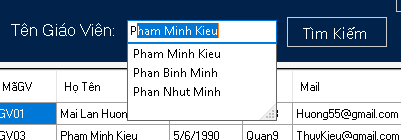 Tên Giáo Viên: Pham Minh Kieu Tìm Kiếm
Pham Minh Kieu
Phan Binh Minh
Phan Nhut Minh
MãGV Họ Tên Mail
GV01 Mai Lan Huong55@gmail.com
GV03 Pham Minh Kieu 5/6/1990 Quan9 ThuyKieu@gmail.com